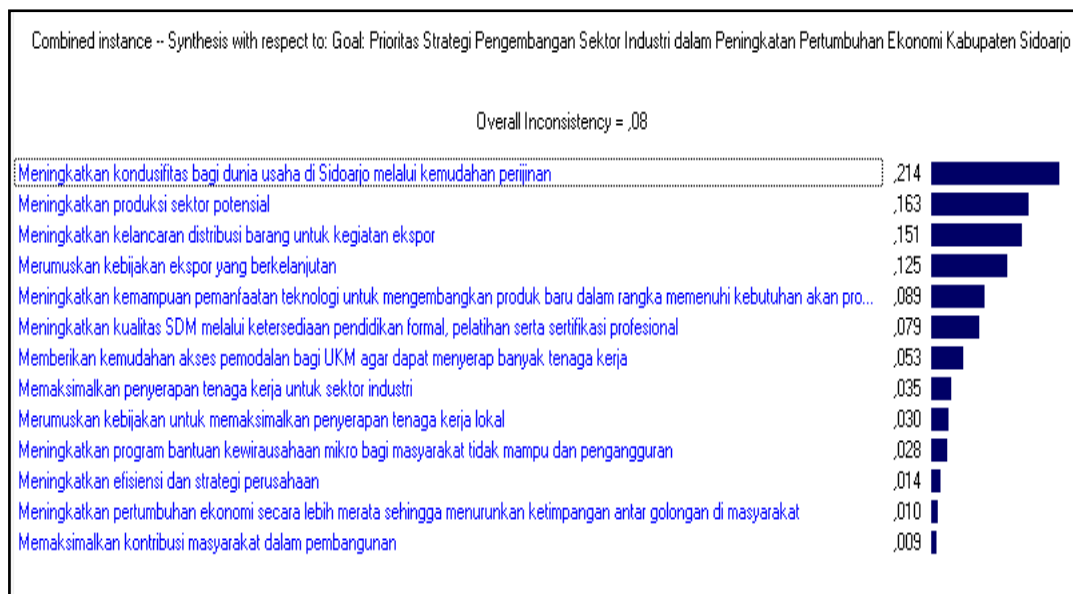 Combined instance -- Synthesis with respect to: Goal: Prioritas Strategi Pengembangan Sektor Industri dalam Peningkatan Pertumbuhan Ekonomi Kabupaten Sidoarjo
Overall Inconsistency = ,08
Meningkatkan kondusifitas bagi dunia usaha di Sidoarjo melalui kemudahan perijinan ,214
Meningkatkan produksi sektor potensial ,163
Meningkatkan kelancaran distribusi barang untuk kegiatan ekspor ,151
Merumuskan kebijakan ekspor yang berkelanjutan ,125
Meningkatkan kemampuan pemanfaatan teknologi untuk mengembangkan produk baru dalam rangka memenuhi kebutuhan akan pro... ,089
Meningkatkan kualitas SDM melalui ketersediaan pendidikan formal, pelatihan serta sertifikasi profesional ,079
Memberikan kemudahan akses pemodalan bagi UKM agar dapat menyerap banyak tenaga kerja ,053
Memaksimalkan penyerapan tenaga kerja untuk sektor industri ,035
Merumuskan kebijakan untuk memaksimalkan penyerapan tenaga kerja lokal ,030
Meningkatkan program bantuan kewirausahaan mikro bagi masyarakat tidak mampu dan pengangguran ,028
Meningkatkan efisiensi dan strategi perusahaan ,014
Meningkatkan pertumbuhan ekonomi secara lebih merata sehingga menurunkan ketimpangan antar golongan di masyarakat ,010
Memaksimalkan kontribusi masyarakat dalam pembangunan ,009